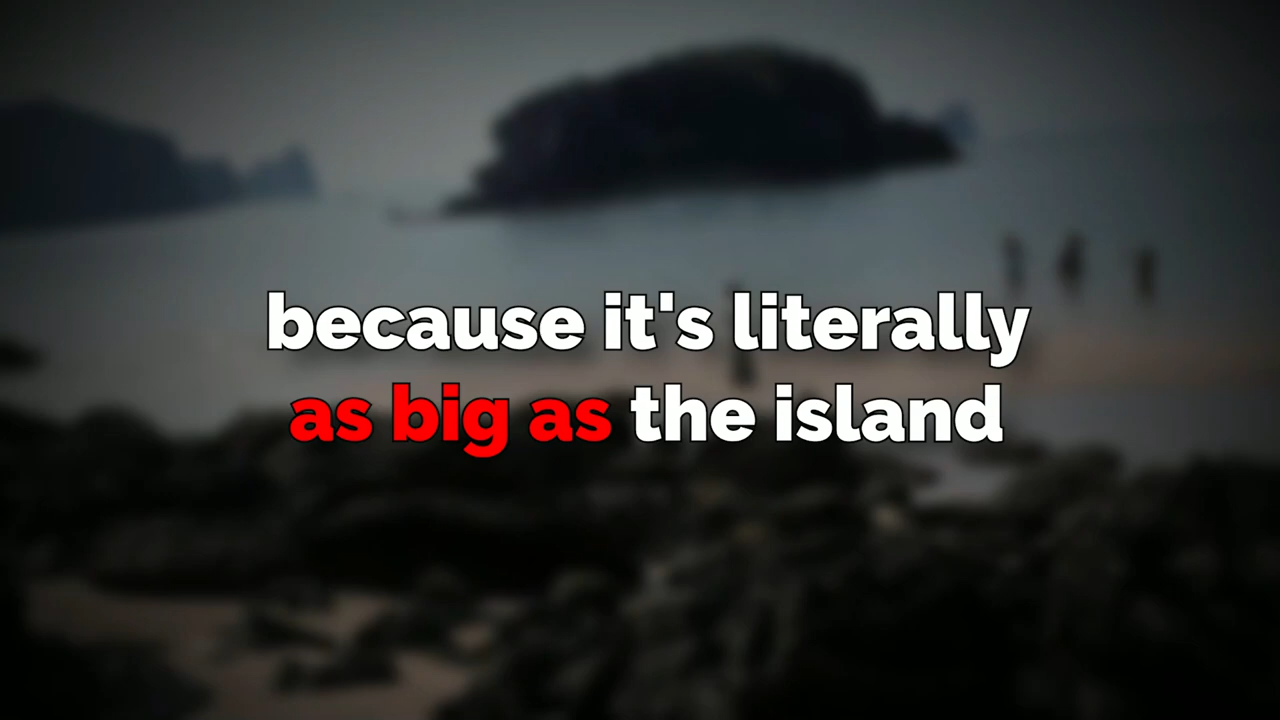 because it's literally
as big as the island